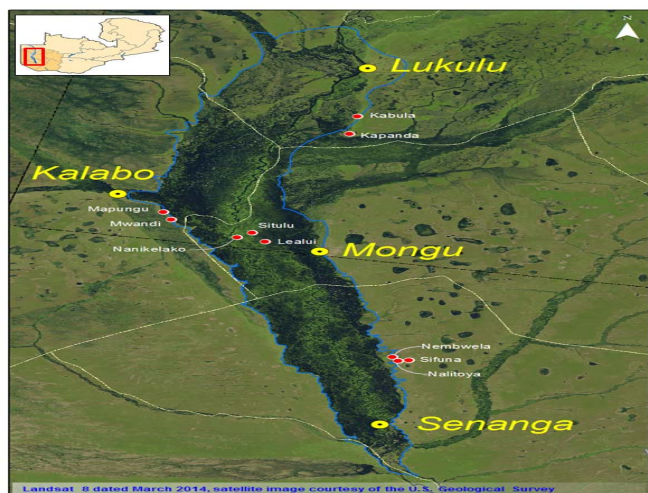 N
Lukulu
Kabula
Kapanda
Kalabo
Mapungu
Mwandi
Situlu
Nanikelako
Lealui
Mongu
Nembwela
Sifuna
Nalitoya
Senanga
Landsat 8 dated March 2014, satellite image courtesy of the U.S. Geological Survey